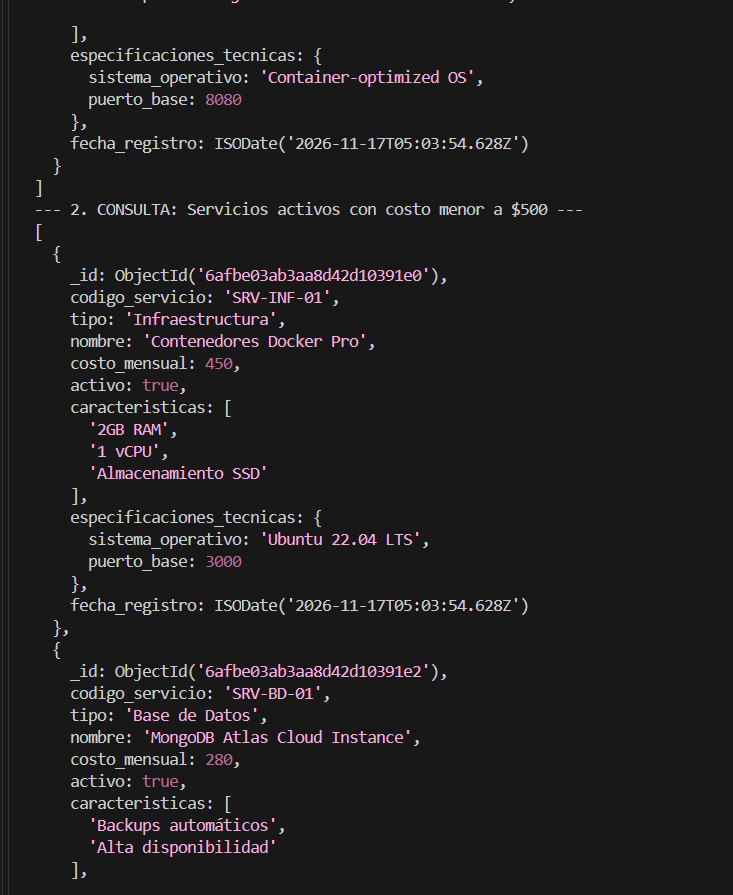 ],
especificaciones_tecnicas: {
sistema_operativo: 'Container-optimized OS',
puerto_base: 8080
},
fecha_registro: ISODate('2026-11-17T05:03:54.628Z')
}
]
--- 2. CONSULTA: Servicios activos con costo menor a $500 ---
[
{
_id: ObjectId('6afbe03ab3aa8d42d10391e0'),
codigo_servicio: 'SRV-INF-01',
tipo: 'Infraestructura',
nombre: 'Contenedores Docker Pro',
costo_mensual: 450,
activo: true,
caracteristicas: [
'2GB RAM',
'1 vCPU',
'Almacenamiento SSD'
],
especificaciones_tecnicas: {
sistema_operativo: 'Ubuntu 22.04 LTS',
puerto_base: 3000
},
fecha_registro: ISODate('2026-11-17T05:03:54.628Z')
},
{
_id: ObjectId('6afbe03ab3aa8d42d10391e2'),
codigo_servicio: 'SRV-BD-01',
tipo: 'Base de Datos',
nombre: 'MongoDB Atlas Cloud Instance',
costo_mensual: 280,
activo: true,
caracteristicas: [
'Backups automáticos',
'Alta disponibilidad'
],